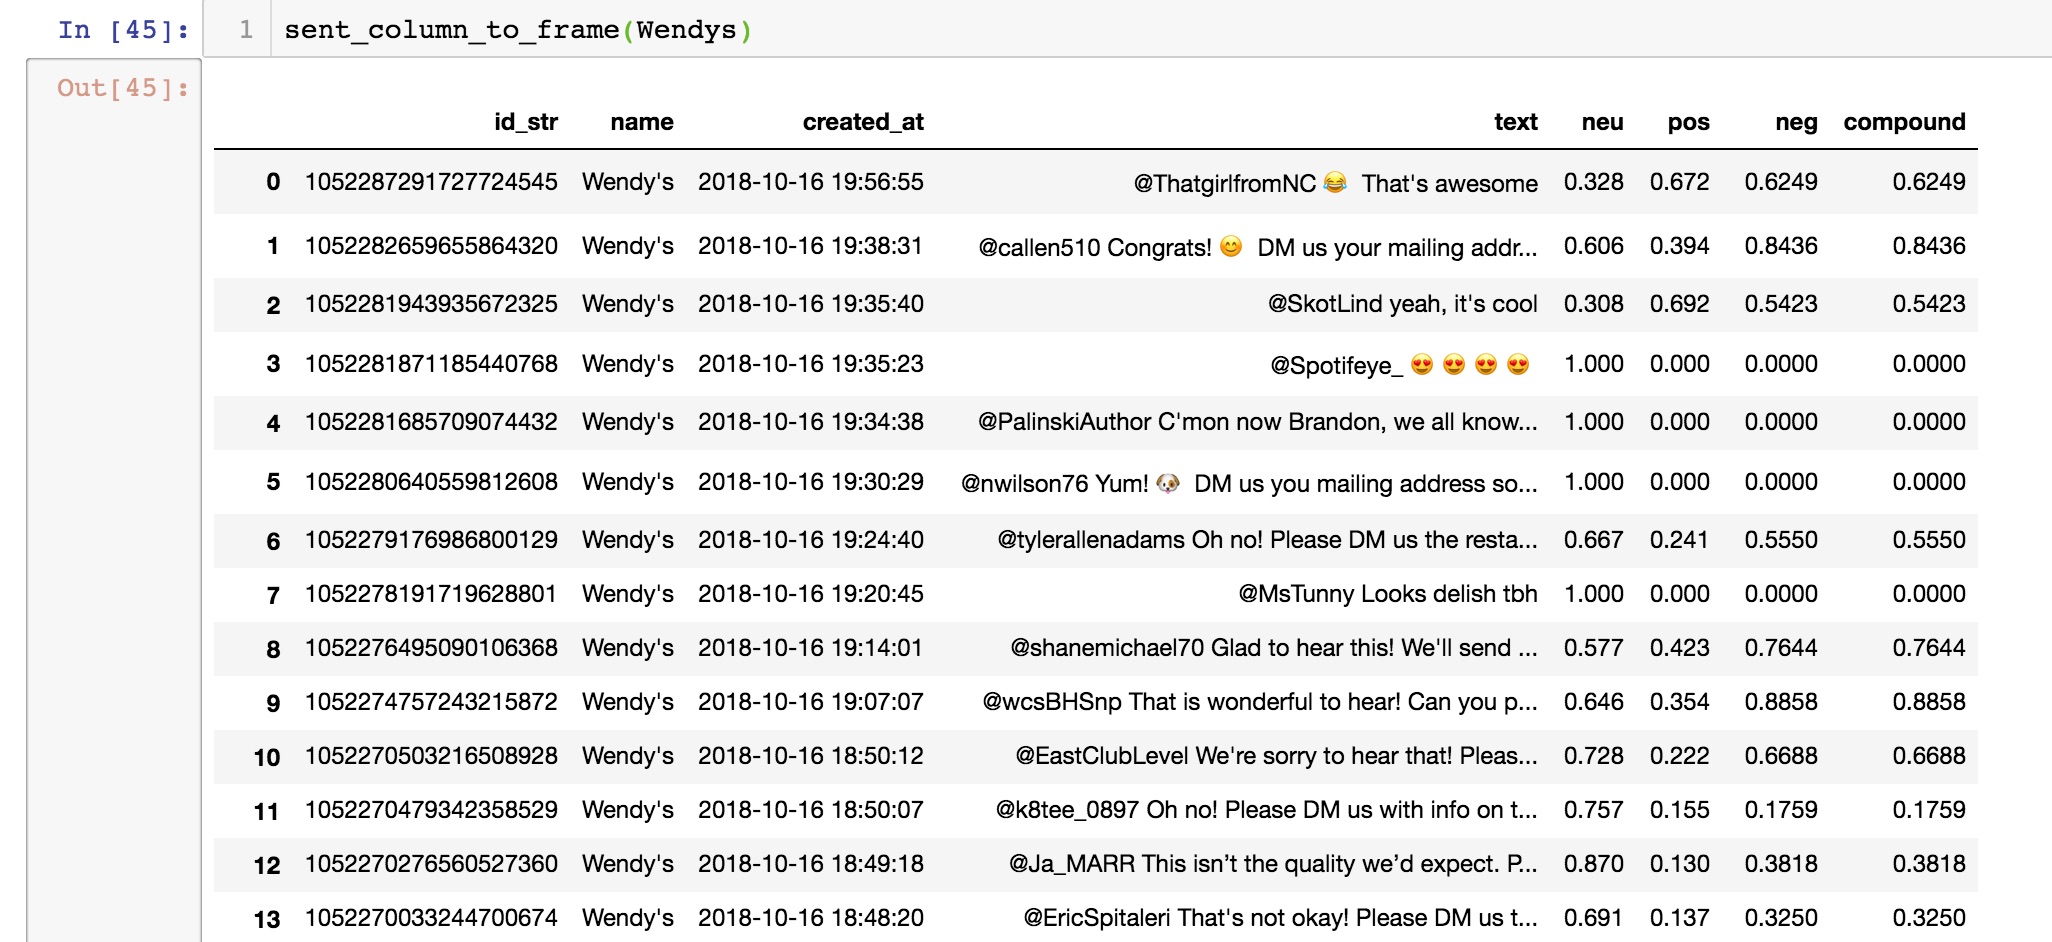 In [45]: 1 sent_column_to_frame(Wendys)
Out[45]:
id_str name created_at text neu pos neg compound
0 1052287291727724545 Wendy's 2018-10-16 19:56:55 @ThatgirlfromNC 😂 That's awesome 0.328 0.672 0.6249 0.6249
1 1052282659655864320 Wendy's 2018-10-16 19:38:31 @callen510 Congrats! 😊 DM us your mailing addr... 0.606 0.394 0.8436 0.8436
2 1052281943935672325 Wendy's 2018-10-16 19:35:40 @SkotLind yeah, it's cool 0.308 0.692 0.5423 0.5423
3 1052281871185440768 Wendy's 2018-10-16 19:35:23 @Spotifeye_ 😍 😍 😍 😍 1.000 0.000 0.0000 0.0000
4 1052281685709074432 Wendy's 2018-10-16 19:34:38 @PalinskiAuthor C'mon now Brandon, we all know... 1.000 0.000 0.0000 0.0000
5 1052280640559812608 Wendy's 2018-10-16 19:30:29 @nwilson76 Yum! 🐶 DM us you mailing address so... 1.000 0.000 0.0000 0.0000
6 1052279176986800129 Wendy's 2018-10-16 19:24:40 @tylerallenadams Oh no! Please DM us the resta... 0.667 0.241 0.5550 0.5550
7 1052278191719628801 Wendy's 2018-10-16 19:20:45 @MsTunny Looks delish tbh 1.000 0.000 0.0000 0.0000
8 1052276495090106368 Wendy's 2018-10-16 19:14:01 @shanemichael70 Glad to hear this! We'll send ... 0.577 0.423 0.7644 0.7644
9 1052274757243215872 Wendy's 2018-10-16 19:07:07 @wcsBHSnp That is wonderful to hear! Can you p... 0.646 0.354 0.8858 0.8858
10 1052270503216508928 Wendy's 2018-10-16 18:50:12 @EastClubLevel We're sorry to hear that! Pleas... 0.728 0.222 0.6688 0.6688
11 1052270479342358529 Wendy's 2018-10-16 18:50:07 @k8tee_0897 Oh no! Please DM us with info on t... 0.757 0.155 0.1759 0.1759
12 1052270276560527360 Wendy's 2018-10-16 18:49:18 @Ja_MARR This isn’t the quality we’d expect. P... 0.870 0.130 0.3818 0.3818
13 1052270033244700674 Wendy's 2018-10-16 18:48:20 @EricSpitaleri That's not okay! Please DM us t... 0.691 0.137 0.3250 0.3250